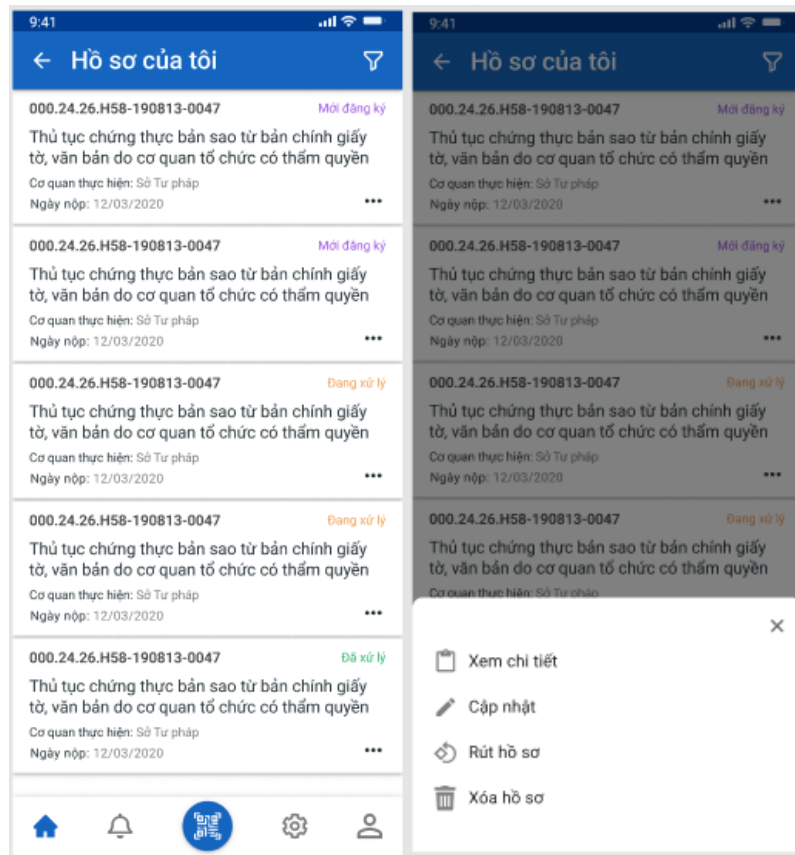 9:41
Hồ sơ của tôi
000.24.26.H58-190813-0047
Mới đăng ký
Thủ tục chứng thực bản sao từ bản chính giấy
tờ, văn bản do cơ quan tổ chức có thẩm quyền
Cơ quan thực hiện: Sở Tư pháp
Ngày nộp: 12/03/2020
000.24.26.H58-190813-0047
Mới đăng ký
Thủ tục chứng thực bản sao từ bản chính giấy
tờ, văn bản do cơ quan tổ chức có thẩm quyền
Cơ quan thực hiện: Sở Tư pháp
Ngày nộp: 12/03/2020
000.24.26.H58-190813-0047
Đang xử lý
Thủ tục chứng thực bản sao từ bản chính giấy
tờ, văn bản do cơ quan tổ chức có thẩm quyền
Cơ quan thực hiện: Sở Tư pháp
Ngày nộp: 12/03/2020
000.24.26.H58-190813-0047
Đang xử lý
Thủ tục chứng thực bản sao từ bản chính giấy
tờ, văn bản do cơ quan tổ chức có thẩm quyền
Cơ quan thực hiện: Sở Tư pháp
Ngày nộp: 12/03/2020
000.24.26.H58-190813-0047
Đã xử lý
Thủ tục chứng thực bản sao từ bản chính giấy
tờ, văn bản do cơ quan tổ chức có thẩm quyền
Cơ quan thực hiện: Sở Tư pháp
Ngày nộp: 12/03/2020
9:41
Hồ sơ của tôi
000.24.26.H58-190813-0047
Mới đăng ký
Thủ tục chứng thực bản sao từ bản chính giấy
tờ, văn bản do cơ quan tổ chức có thẩm quyền
Cơ quan thực hiện: Sở Tư pháp
Ngày nộp: 12/03/2020
000.24.26.H58-190813-0047
Mới đăng ký
Thủ tục chứng thực bản sao từ bản chính giấy
tờ, văn bản do cơ quan tổ chức có thẩm quyền
Cơ quan thực hiện: Sở Tư pháp
Ngày nộp: 12/03/2020
000.24.26.H58-190813-0047
Đang xử lý
Thủ tục chứng thực bản sao từ bản chính giấy
tờ, văn bản do cơ quan tổ chức có thẩm quyền
Cơ quan thực hiện: Sở Tư pháp
Ngày nộp: 12/03/2020
000.24.26.H58-190813-0047
Đang xử lý
Thủ tục chứng thực bản sao từ bản chính giấy
tờ, văn bản do cơ quan tổ chức có thẩm quyền
Cơ quan thực hiện: Sở Tư pháp
Xem chi tiết
Cập nhật
Rút hồ sơ
Xóa hồ sơ